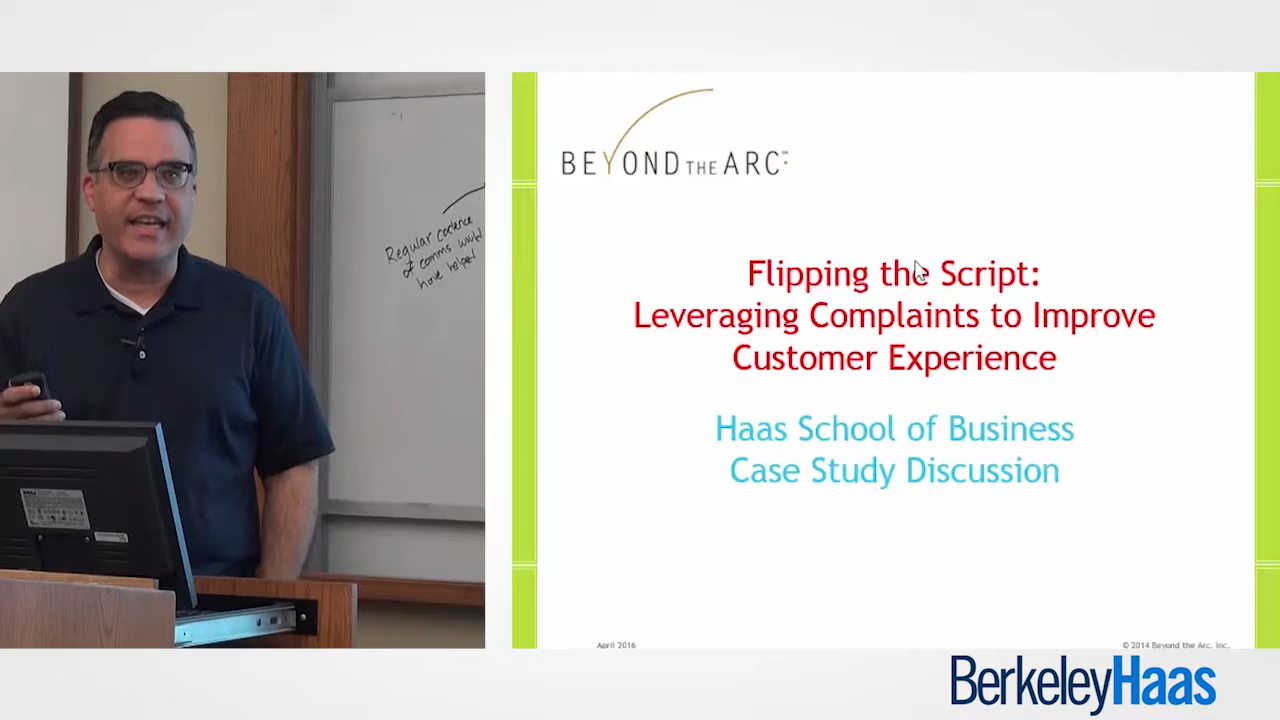 BEYOND THE ARC
Flipping the Script:
Leveraging Complaints to Improve
Customer Experience
Haas School of Business
Case Study Discussion
April 2016
© 2014 Beyond the Arc, Inc.
Regular cadence
of comms would
have helped
DELL
BerkeleyHaas